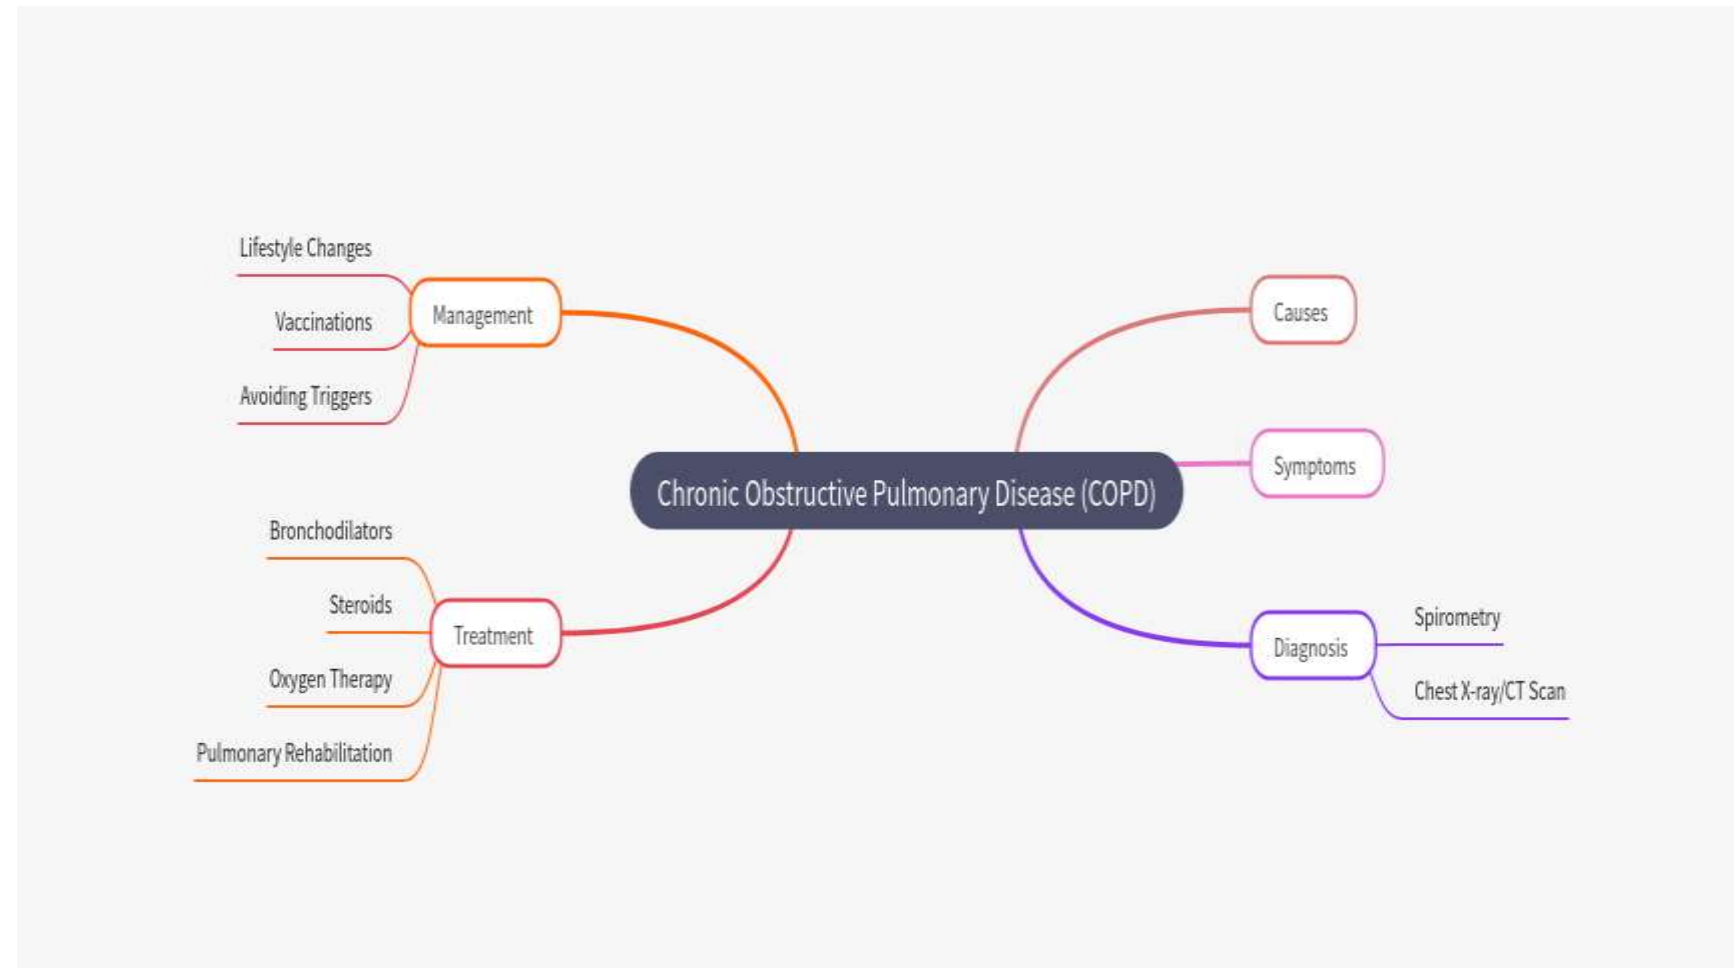 Lifestyle Changes
Vaccinations
Avoiding Triggers
Management
Bronchodilators
Steroids
Oxygen Therapy
Pulmonary Rehabilitation
Treatment
Chronic Obstructive Pulmonary Disease (COPD)
Causes
Symptoms
Diagnosis
Spirometry
Chest X-ray/CT Scan